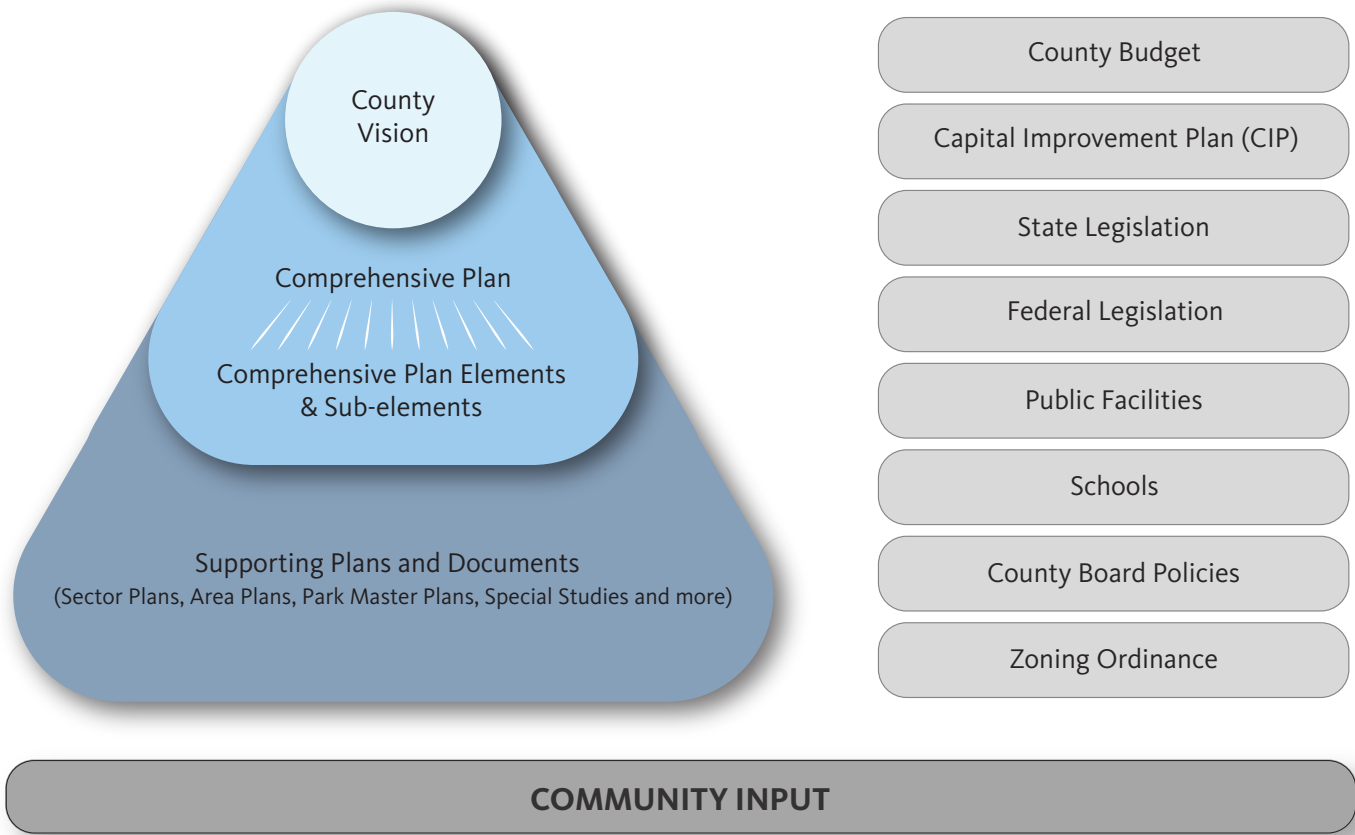 County
Vision
Comprehensive Plan
Comprehensive Plan Elements
& Sub-elements
Supporting Plans and Documents
(Sector Plans, Area Plans, Park Master Plans, Special Studies and more)
County Budget
Capital Improvement Plan (CIP)
State Legislation
Federal Legislation
Public Facilities
Schools
County Board Policies
Zoning Ordinance
COMMUNITY INPUT